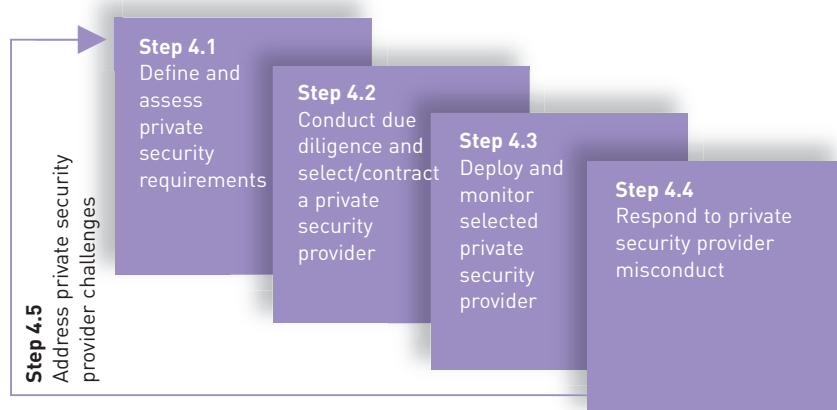 Step 4.1
Define and
assess
private
security
requirements
Step 4.2
Conduct due
diligence and
select/contract
a private
security
provider
Step 4.3
Deploy and
monitor
selected
private
security
provider
Step 4.4
Respond to private
security provider
misconduct
Step 4.5
Address private security
provider challenges